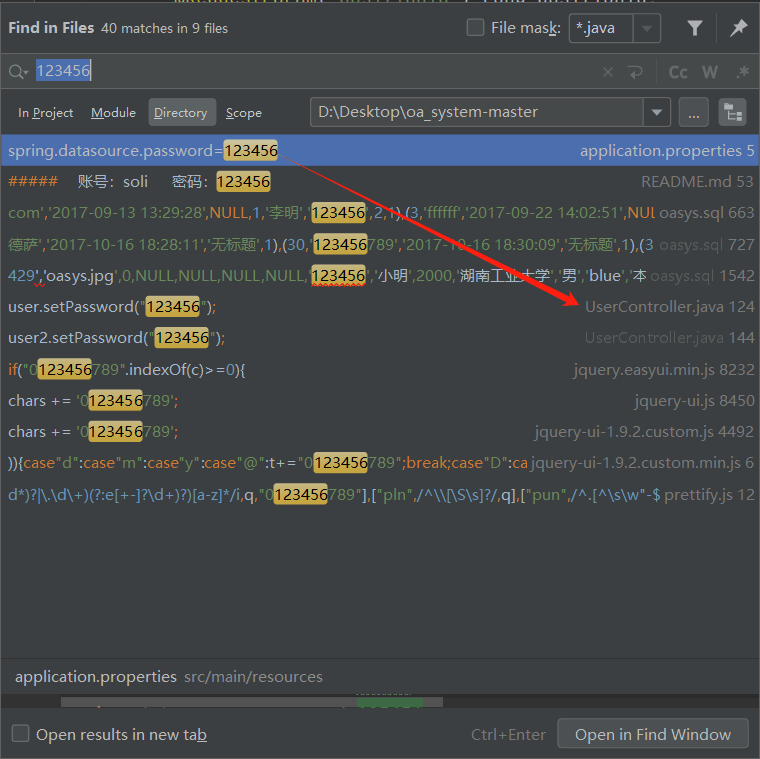 Find in Files 40 matches in 9 files File mask: *.java
123456 Cc W .*
In Project Module Directory Scope D:\Desktop\oa_system-master ...
spring.datasource.password=123456 application.properties 5
##### 账号：soli 密码：123456 README.md 53
com','2017-09-13 13:29:28',NULL,1,'李明','123456',2,1),(3,'ffffff','2017-09-22 14:02:51',NUL oasys.sql 663
德萨','2017-10-16 18:28:11','无标题',1),(30,'123456789','2017-10-16 18:30:09','无标题',1),(3 oasys.sql 727
429','oasys.jpg',0,NULL,NULL,NULL,NULL,'123456','小明',2000,'湖南工业大学','男','blue','本 oasys.sql 1542
user.setPassword("123456"); UserController.java 124
user2.setPassword("123456"); UserController.java 144
if("0123456789".indexOf(c)>=0){ jquery.easyui.min.js 8232
chars += '0123456789'; jquery-ui.js 8450
chars += '0123456789'; jquery-ui-1.9.2.custom.js 4492
)){case"d":case"m":case"y":case"@":t+="0123456789";break;case"D":ca jquery-ui-1.9.2.custom.min.js 6
d*)?|\.\d\+)(?:e[+-]?\d+)?)[a-z]*/i,q,"0123456789"],["pln",/^\\[\S\s]?/,q],["pun",/^.[^\s\w"-$ prettify.js 12
application.properties src/main/resources
Open results in new tab Ctrl+Enter Open in Find Window